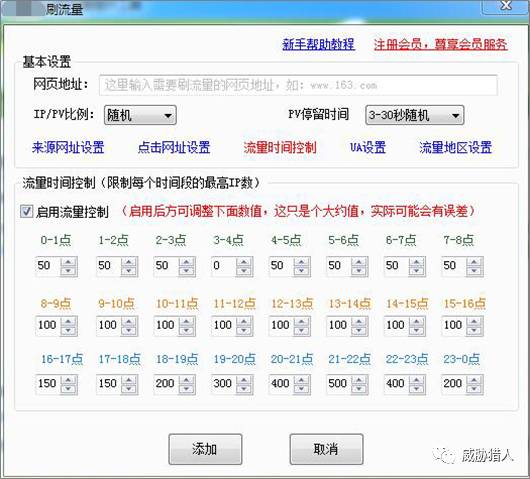 刷流量
新手帮助教程 注册会员，尊享会员服务
基本设置
网页地址： 这里输入需要刷流量的网页地址，如：www.163.com
IP/PV比例： 随机 PV停留时间 3-30秒随机
来源网址设置 点击网址设置 流量时间控制 UA设置 流量地区设置
流量时间控制（限制每个时间段的最高IP数）
启用流量控制 （启用后方可调整下面数值，这只是个大约值，实际可能会有误差）
0-1点 1-2点 2-3点 3-4点 4-5点 5-6点 6-7点 7-8点
50 50 50 0 50 50 50 50
8-9点 9-10点 10-11点 11-12点 12-13点 13-14点 14-15点 15-16点
100 100 100 100 100 100 100 100
16-17点 17-18点 18-19点 19-20点 20-21点 21-22点 22-23点 23-0点
150 150 200 300 400 500 400 200
添加 取消
威胁猎人